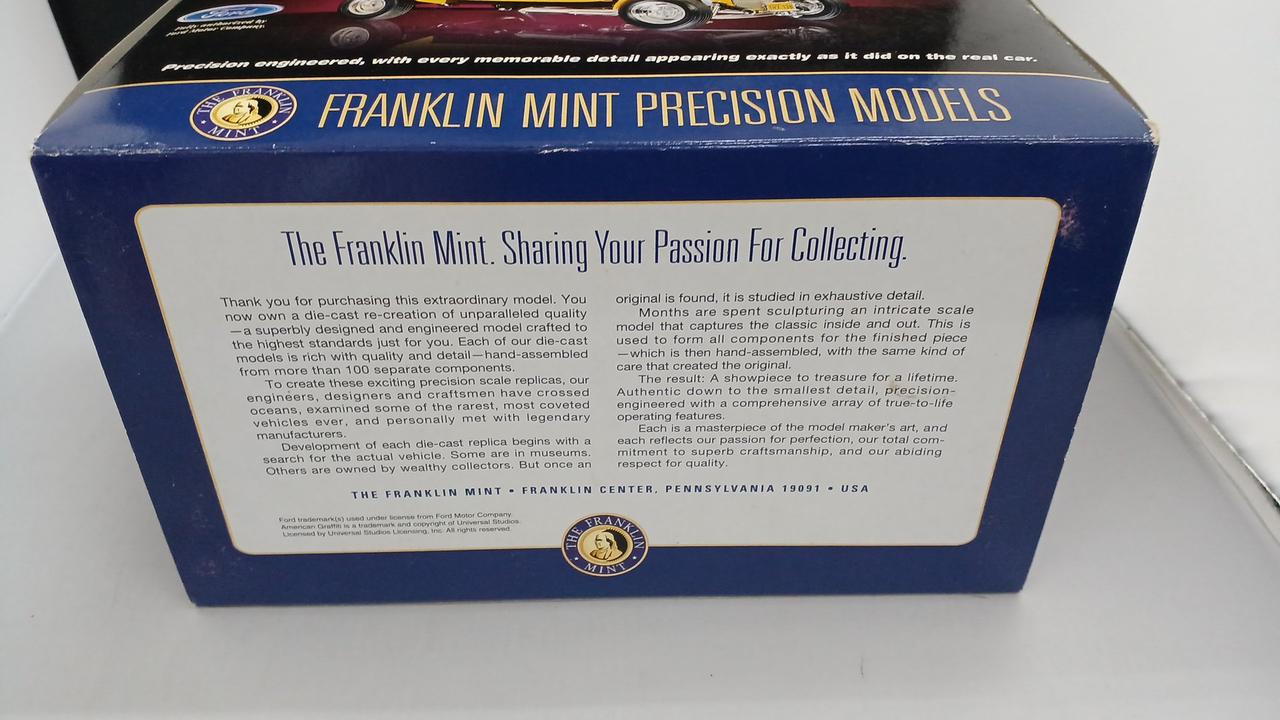 Ford
Fully authorized by
Ford Motor Company.
Precision engineered, with every memorable detail appearing exactly as it did on the real car.
THE FRANKLIN MINT
FRANKLIN MINT PRECISION MODELS
The Franklin Mint. Sharing Your Passion For Collecting.
Thank you for purchasing this extraordinary model. You
now own a die-cast re-creation of unparalleled quality
—a superbly designed and engineered model crafted to
the highest standards just for you. Each of our die-cast
models is rich with quality and detail—hand-assembled
from more than 100 separate components.
To create these exciting precision scale replicas, our
engineers, designers and craftsmen have crossed
oceans, examined some of the rarest, most coveted
vehicles ever, and personally met with legendary
manufacturers.
Development of each die-cast replica begins with a
search for the actual vehicle. Some are in museums.
Others are owned by wealthy collectors. But once an
original is found, it is studied in exhaustive detail.
Months are spent sculpturing an intricate scale
model that captures the classic inside and out. This is
used to form all components for the finished piece
—which is then hand-assembled, with the same kind of
care that created the original.
The result: A showpiece to treasure for a lifetime.
Authentic down to the smallest detail, precision-
engineered with a comprehensive array of true-to-life
operating features.
Each is a masterpiece of the model maker's art, and
each reflects our passion for perfection, our total com-
mitment to superb craftsmanship, and our abiding
respect for quality.
THE FRANKLIN MINT • FRANKLIN CENTER, PENNSYLVANIA 19091 • USA
Ford trademark(s) used under license from Ford Motor Company.
American Graffiti is a trademark and copyright of Universal Studios.
Licensed by Universal Studios Licensing, Inc. All rights reserved.
THE FRANKLIN MINT